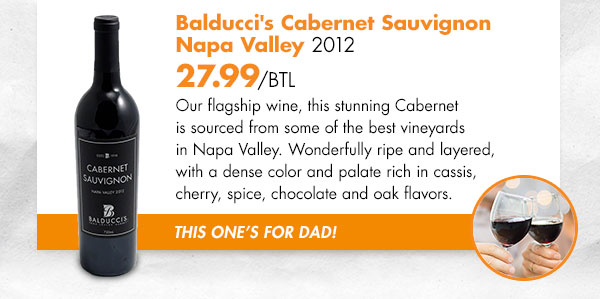 Balducci's Cabernet Sauvignon
Napa Valley 2012
27.99/BTL
Our flagship wine, this stunning Cabernet
is sourced from some of the best vineyards
in Napa Valley. Wonderfully ripe and layered,
with a dense color and palate rich in cassis,
cherry, spice, chocolate and oak flavors.
THIS ONE'S FOR DAD!
CABERNET
SAUVIGNON
NAPA VALLEY 2012
B
BALDUCCI'S